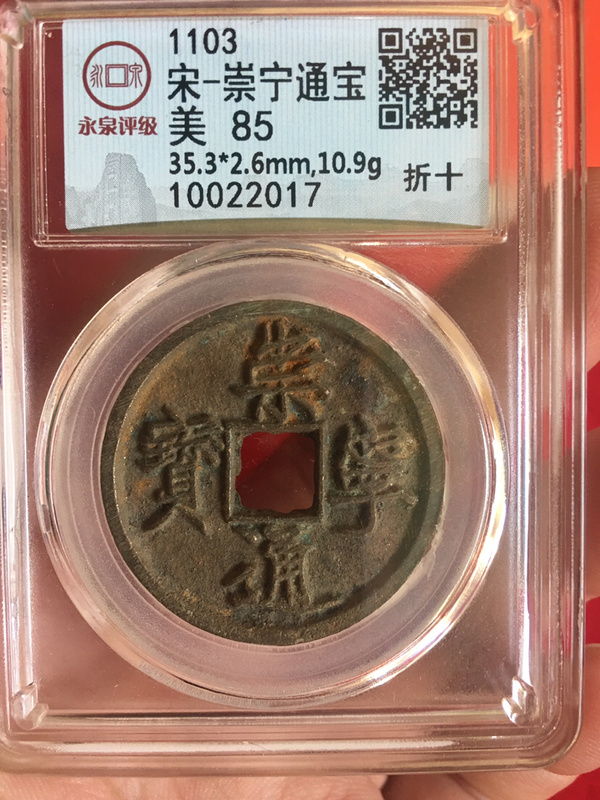 1103
宋-崇宁通宝
美 85
35.3*2.6mm,10.9g
折十
10022017
永泉评级
崇寧通寳